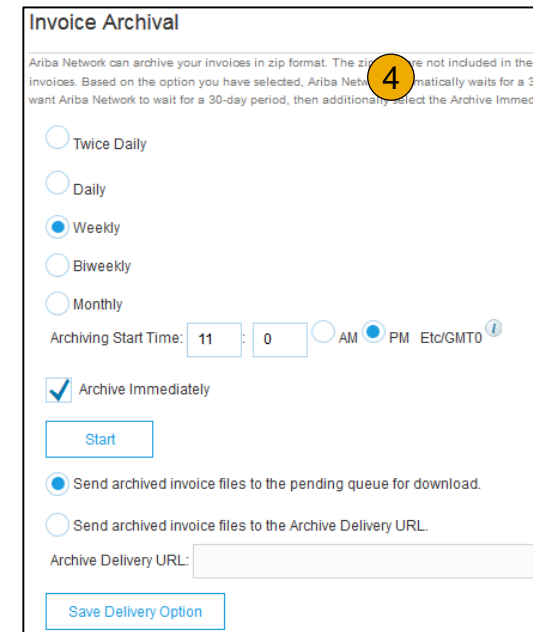 Invoice Archival
Ariba Network can archive your invoices in zip format. The zip are not included in the
invoices. Based on the option you have selected, Ariba Netw matically waits for a 3
4
want Ariba Network to wait for a 30-day period, then additionally select the Archive Immed
Twice Daily
Daily
Weekly
Biweekly
Monthly
Archiving Start Time: 11 : 0 AM PM Etc/GMT0 i
Archive Immediately
Start
Send archived invoice files to the pending queue for download.
Send archived invoice files to the Archive Delivery URL.
Archive Delivery URL:
Save Delivery Option